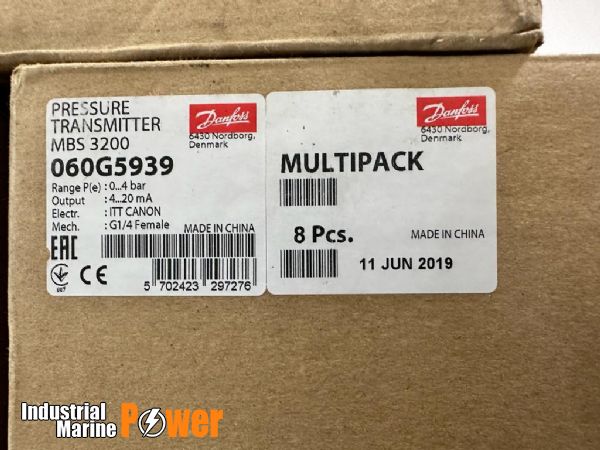 PRESSURE
TRANSMITTER
MBS 3200
060G5939
Range P(e) : 0...4 bar
Output : 4...20 mA
Electr. : ITT CANON
Mech. : G1/4 Female
MADE IN CHINA
EAC
CE
007
5 702423 297276
Danfoss
6430 Nordborg,
Denmark
Danfoss
6430 Nordborg,
Denmark
MULTIPACK
8 Pcs.
MADE IN CHINA
11 JUN 2019
Industrial
Marine Power